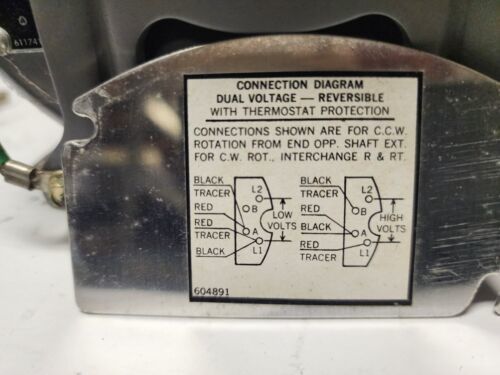 61174
CONNECTION DIAGRAM
DUAL VOLTAGE — REVERSIBLE
WITH THERMOSTAT PROTECTION
CONNECTIONS SHOWN ARE FOR C.C.W.
ROTATION FROM END OPP. SHAFT EXT.
FOR C.W. ROT., INTERCHANGE R & RT.
BLACK
TRACER
RED
RED
TRACER
BLACK
L2
B
A
L1
LOW
VOLTS
BLACK
TRACER
RED
BLACK
RED
TRACER
L2
B
A
L1
HIGH
VOLTS
604891